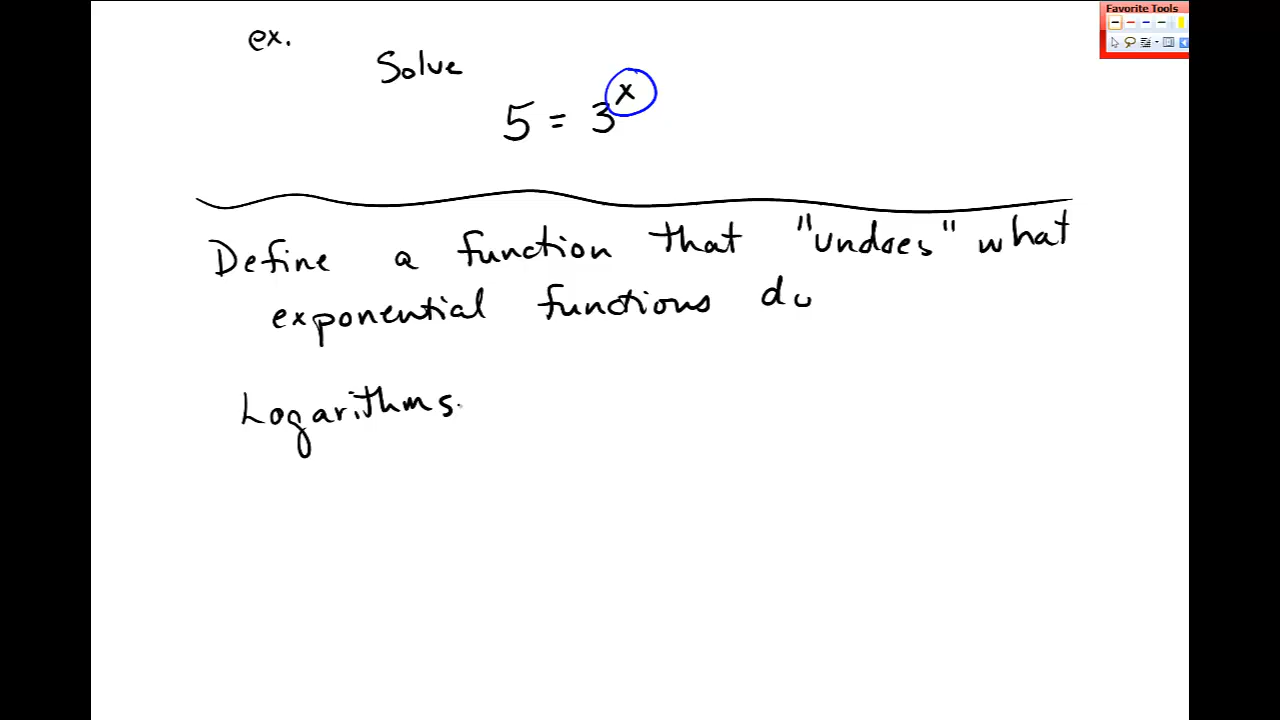 Favorite Tools
ex.
Solve
5 = 3^x
Define a function that "undoes" what
exponential functions do
Logarithms.